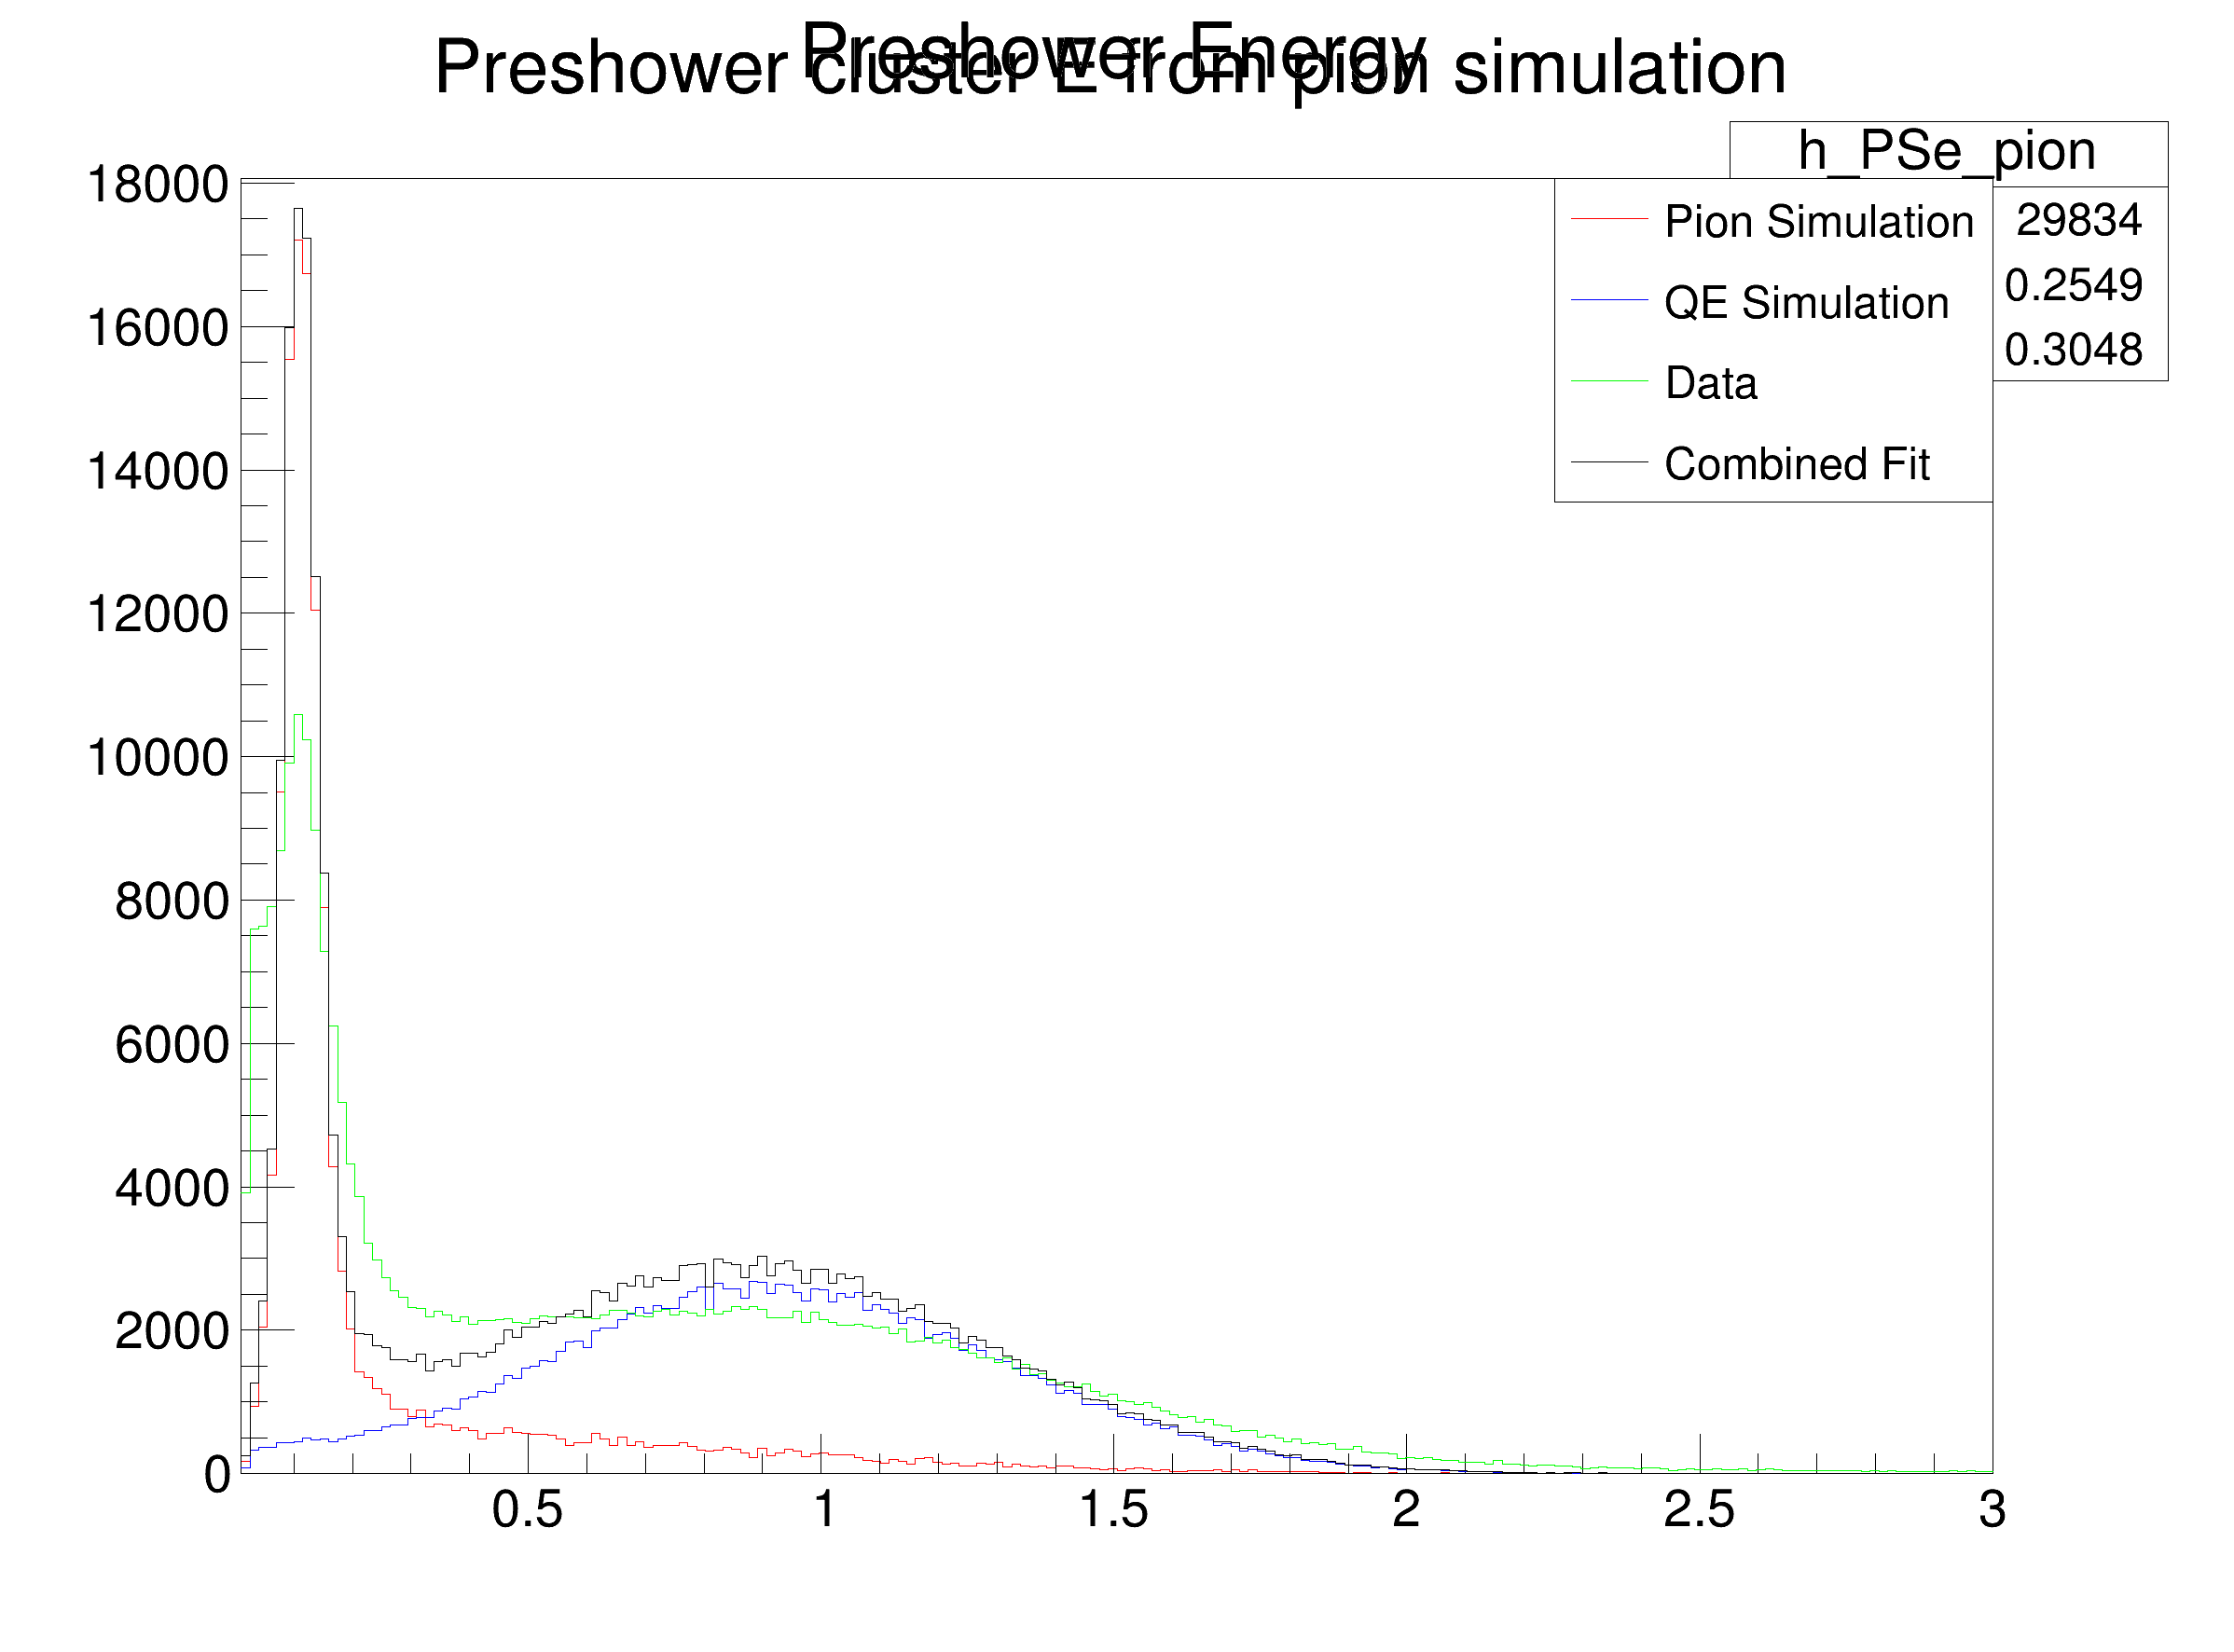 Preshower Energy
Preshower cluster E from pion simulation
h_PSe_pion
29834
0.2549
0.3048
Pion Simulation
QE Simulation
Data
Combined Fit
18000
16000
14000
12000
10000
8000
6000
4000
2000
0
0.5
1
1.5
2
2.5
3